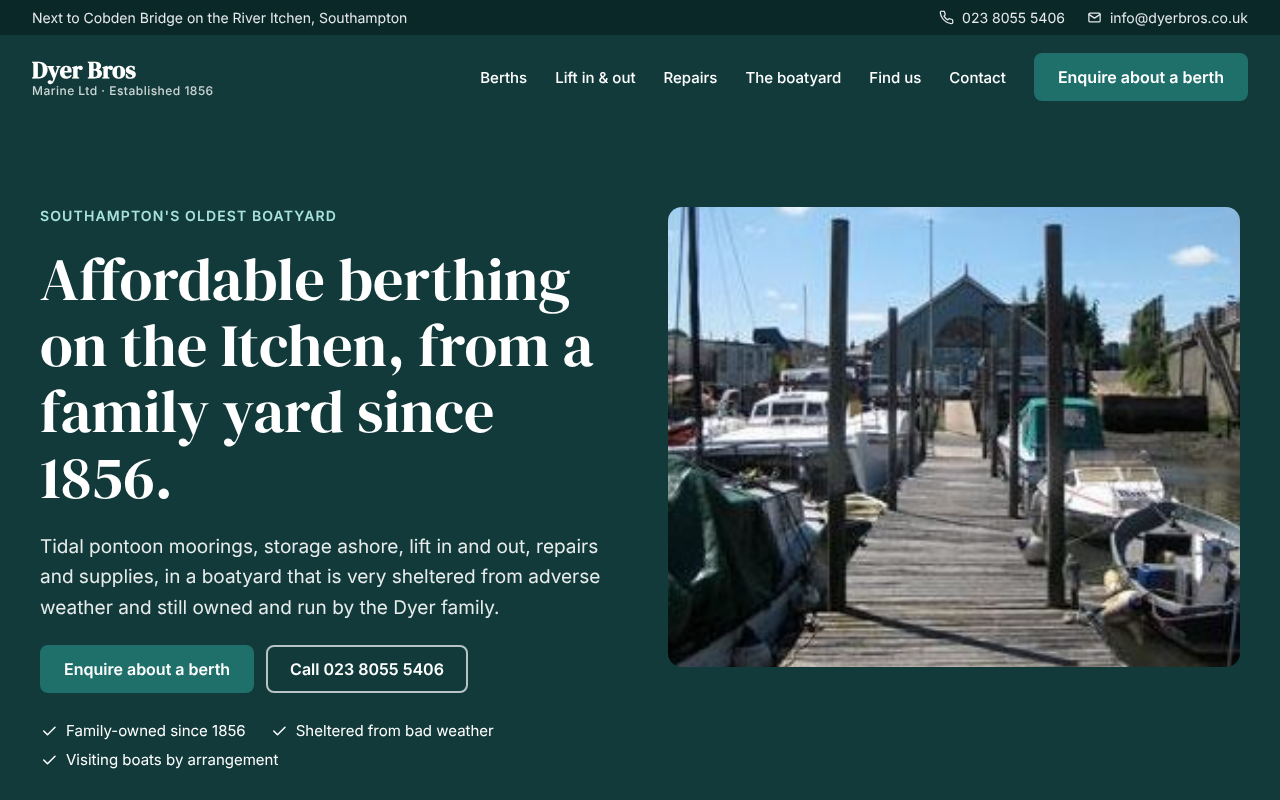 Next to Cobden Bridge on the River Itchen, Southampton
023 8055 5406
info@dyerbros.co.uk
Dyer Bros
Marine Ltd · Established 1856
Berths
Lift in & out
Repairs
The boatyard
Find us
Contact
Enquire about a berth
SOUTHAMPTON'S OLDEST BOATYARD
Affordable berthing
on the Itchen, from a
family yard since
1856.
Tidal pontoon moorings, storage ashore, lift in and out, repairs
and supplies, in a boatyard that is very sheltered from adverse
weather and still owned and run by the Dyer family.
Enquire about a berth
Call 023 8055 5406
Family-owned since 1856
Sheltered from bad weather
Visiting boats by arrangement